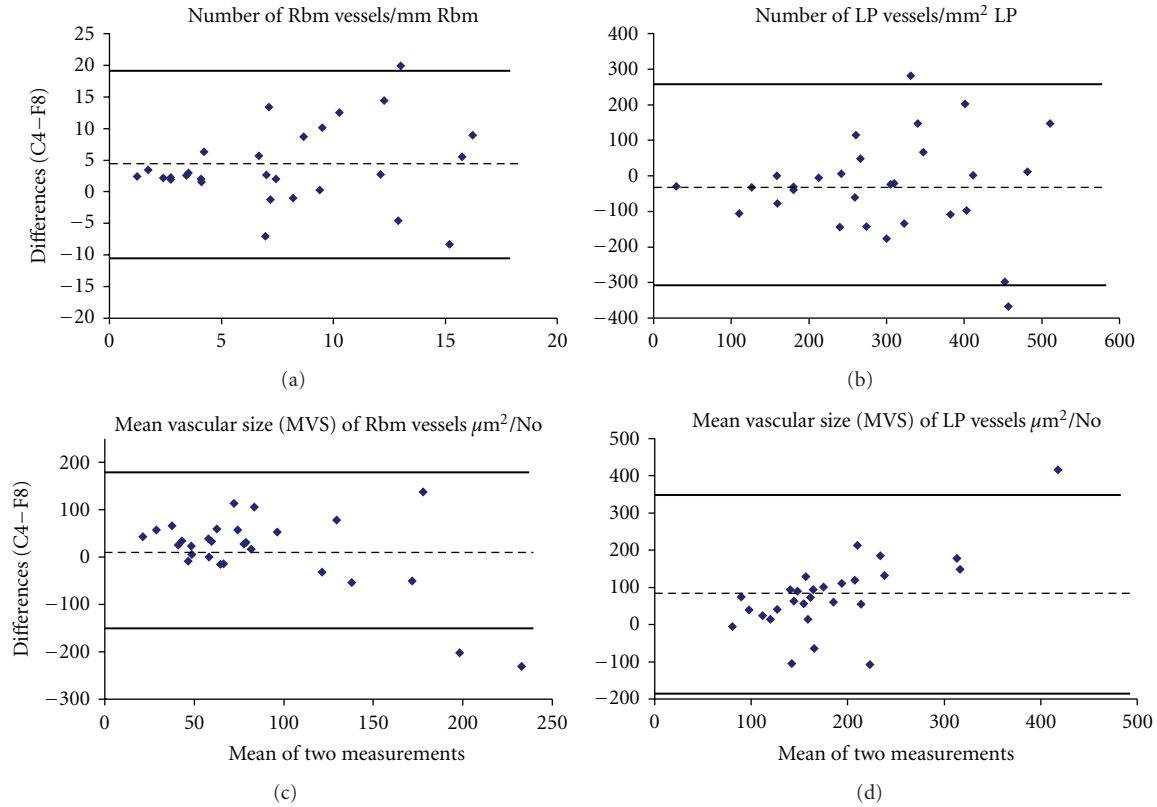 Number of Rbm vessels/mm Rbm
25
20
15
10
5
0
−5
−10
−15
−20
0 5 10 15 20
Differences (C4−F8)
(a)
Number of LP vessels/mm² LP
400
300
200
100
0
−100
−200
−300
−400
0 100 200 300 400 500 600
(b)
Mean vascular size (MVS) of Rbm vessels μm²/No
200
100
0
−100
−200
−300
0 50 100 150 200 250
Differences (C4−F8)
Mean of two measurements
(c)
Mean vascular size (MVS) of LP vessels μm²/No
500
400
300
200
100
0
−100
−200
0 100 200 300 400 500
Mean of two measurements
(d)